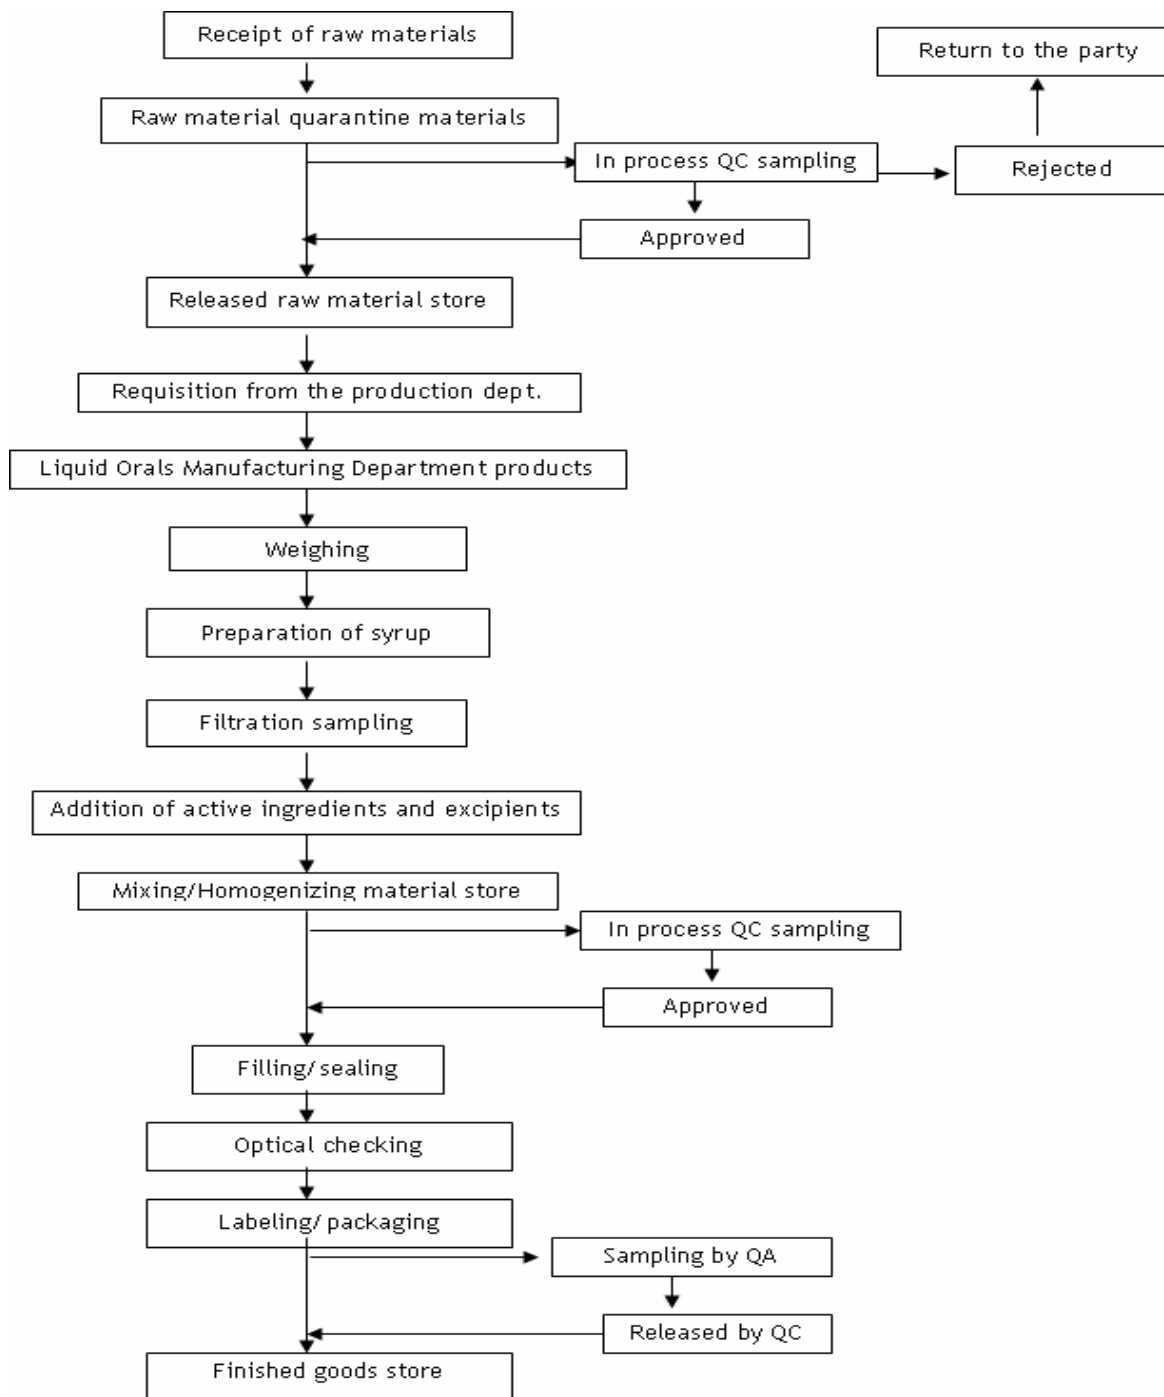 Receipt of raw materials
Return to the party
Raw material quarantine materials
In process QC sampling
Rejected
Approved
Released raw material store
Requisition from the production dept.
Liquid Orals Manufacturing Department products
Weighing
Preparation of syrup
Filtration sampling
Addition of active ingredients and excipients
Mixing/Homogenizing material store
In process QC sampling
Approved
Filling/sealing
Optical checking
Labeling/packaging
Sampling by QA
Released by QC
Finished goods store